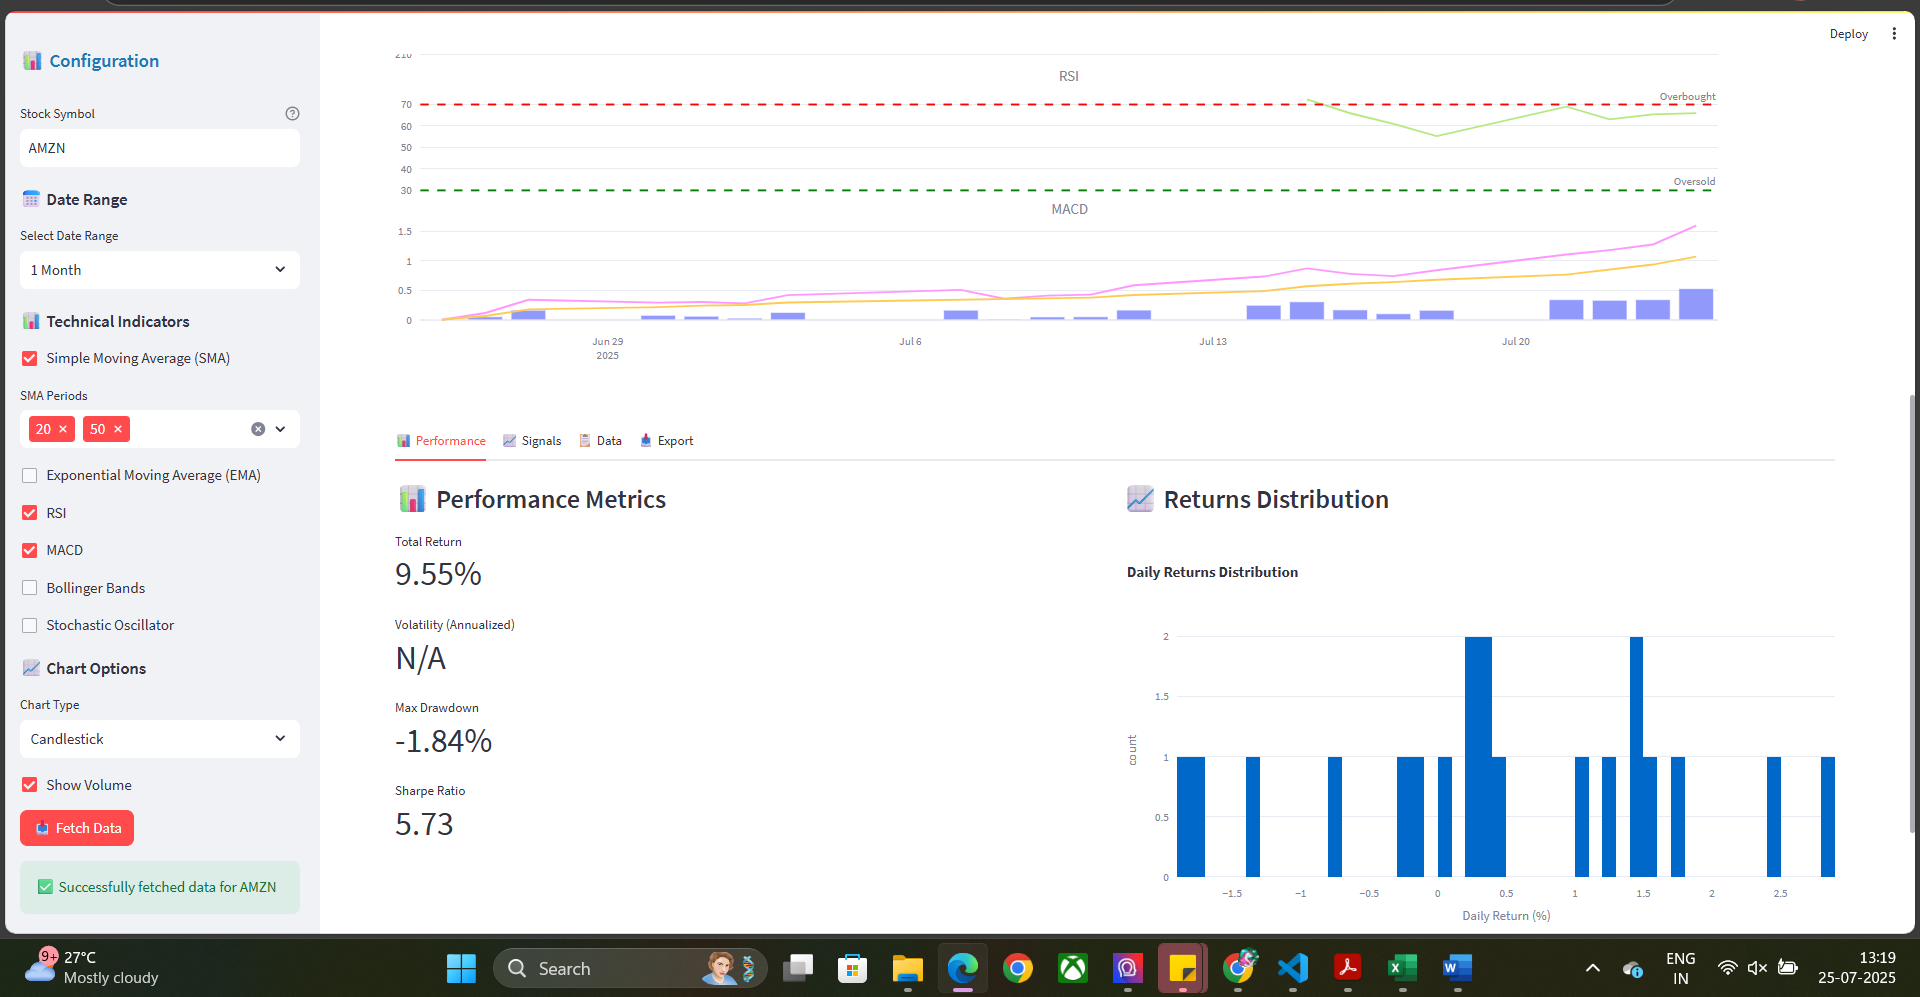 Deploy
Configuration
Stock Symbol
AMZN
Date Range
Select Date Range
1 Month
Technical Indicators
Simple Moving Average (SMA)
SMA Periods
20 × 50 ×
Exponential Moving Average (EMA)
RSI
MACD
Bollinger Bands
Stochastic Oscillator
Chart Options
Chart Type
Candlestick
Show Volume
Fetch Data
Successfully fetched data for AMZN
210
RSI
Overbought
70
60
50
40
30
Oversold
MACD
1.5
1
0.5
0
Jun 29 Jul 6 Jul 13 Jul 20
2025
Performance Signals Data Export
Performance Metrics
Total Return
9.55%
Volatility (Annualized)
N/A
Max Drawdown
-1.84%
Sharpe Ratio
5.73
Returns Distribution
Daily Returns Distribution
2
1.5
1
0.5
0
count
−1.5 −1 −0.5 0 0.5 1 1.5 2 2.5
Daily Return (%)
9+
27°C
Mostly cloudy
Search
ENG
IN
13:19
25-07-2025